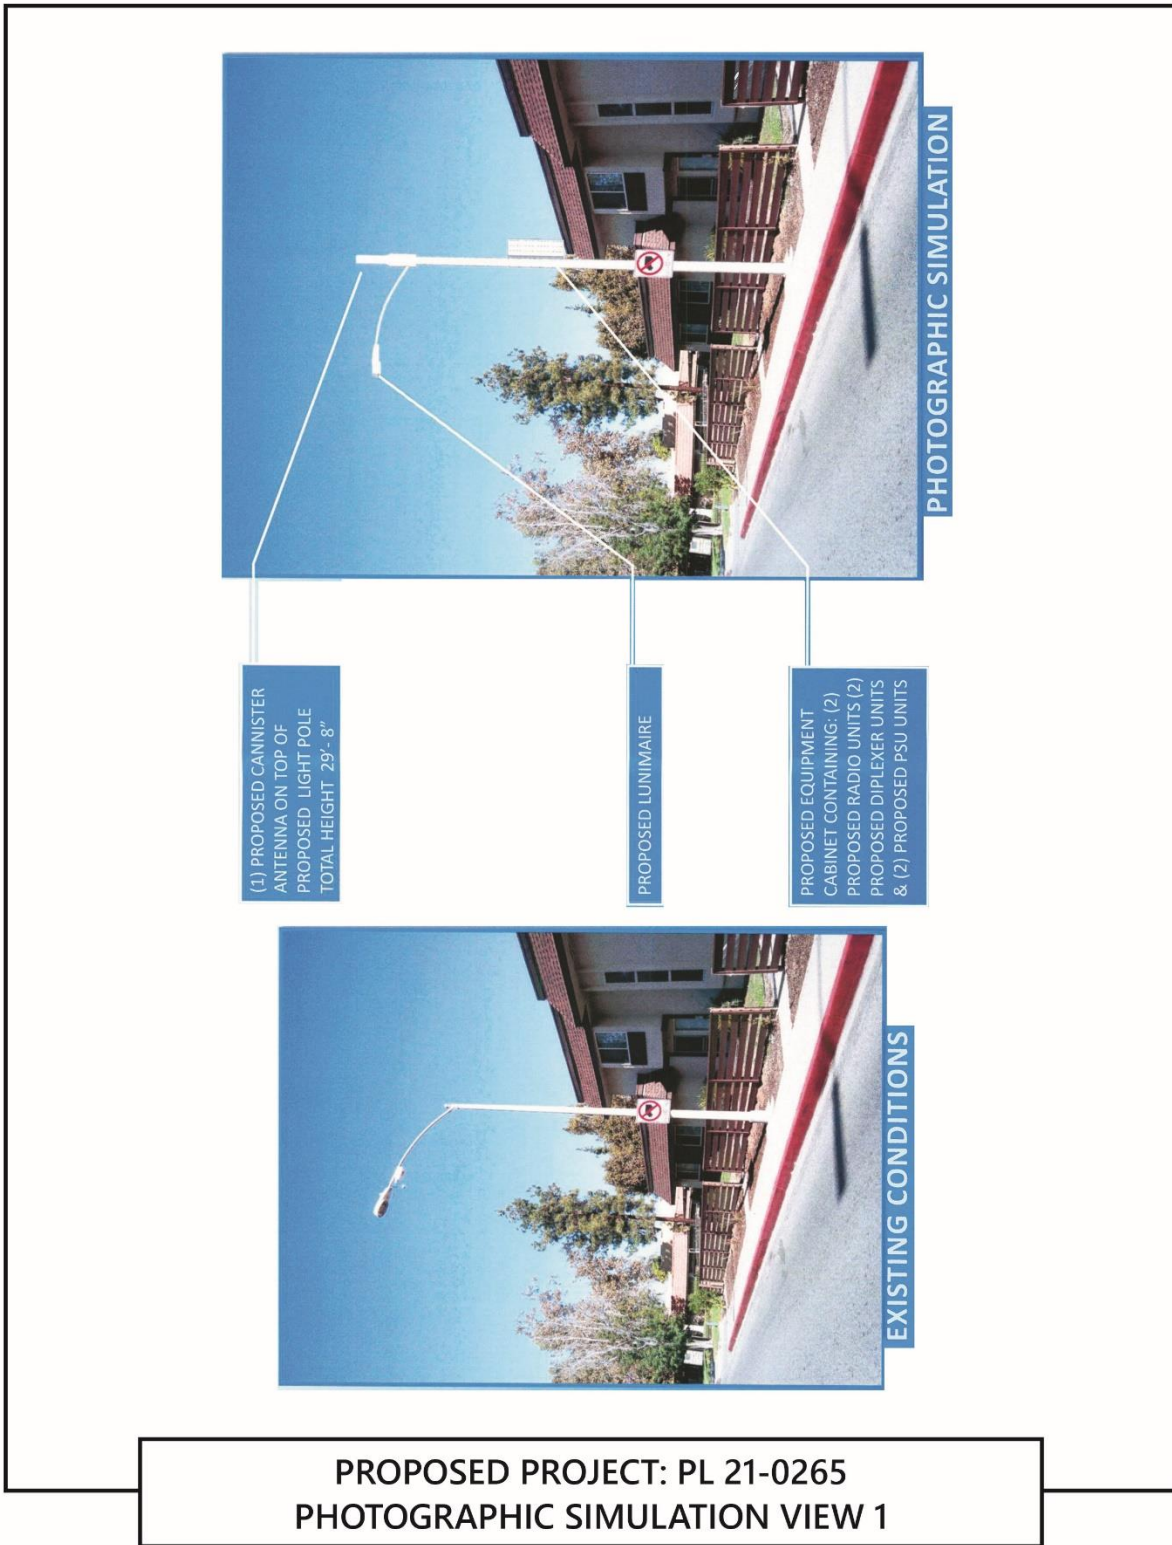 EXISTING CONDITIONS
(1) PROPOSED CANNISTER
ANTENNA ON TOP OF
PROPOSED LIGHT POLE
TOTAL HEIGHT 29'- 8"
PROPOSED LUNIMAIRE
PROPOSED EQUIPMENT
CABINET CONTAINING: (2)
PROPOSED RADIO UNITS (2)
PROPOSED DIPLEXER UNITS
& (2) PROPOSED PSU UNITS
PHOTOGRAPHIC SIMULATION
PROPOSED PROJECT: PL 21-0265
PHOTOGRAPHIC SIMULATION VIEW 1